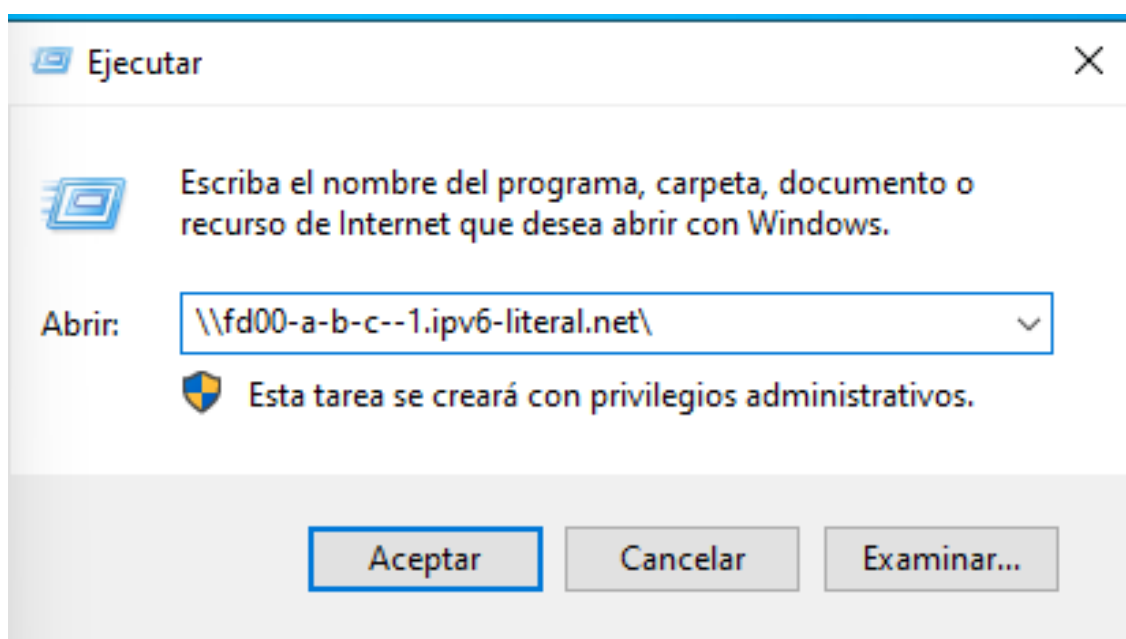 Ejecutar
Escriba el nombre del programa, carpeta, documento o
recurso de Internet que desea abrir con Windows.
Abrir: \\fd00-a-b-c--1.ipv6-literal.net\
Esta tarea se creará con privilegios administrativos.
Aceptar Cancelar Examinar...